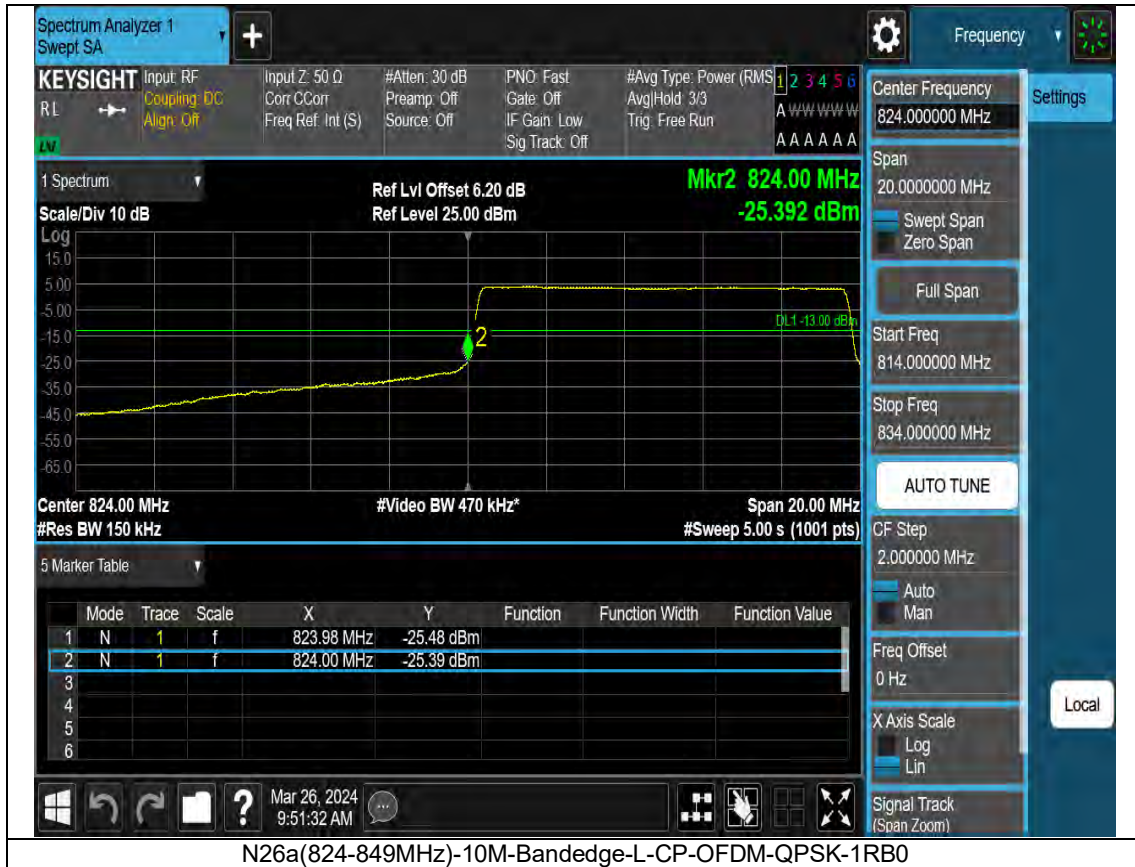 Spectrum Analyzer 1
Swept SA
+
Frequency
KEYSIGHT
RL
Input: RF
Coupling: DC
Align: Off
Input Z: 50 Ω
Corr CCorr
Freq Ref: Int (S)
#Atten: 30 dB
Preamp: Off
Source: Off
PNO: Fast
Gate: Off
IF Gain: Low
Sig Track: Off
#Avg Type: Power (RMS
Avg|Hold: 3/3
Trig: Free Run
1 2 3 4 5 6
A W W W W W
A A A A A A
1 Spectrum
Scale/Div 10 dB
Ref Lvl Offset 6.20 dB
Ref Level 25.00 dBm
Mkr2 824.00 MHz
-25.392 dBm
Log
15.0
5.00
-5.00
-15.0
-25.0
-35.0
-45.0
-55.0
-65.0
2
DL1 -13.00 dBm
Center 824.00 MHz
#Video BW 470 kHz*
Span 20.00 MHz
#Res BW 150 kHz
#Sweep 5.00 s (1001 pts)
5 Marker Table
Mode Trace Scale X Y Function Function Width Function Value
1 N 1 f 823.98 MHz -25.48 dBm
2 N 1 f 824.00 MHz -25.39 dBm
3
4
5
6
Mar 26, 2024
9:51:32 AM
?
Center Frequency
824.000000 MHz
Settings
Span
20.0000000 MHz
Swept Span
Zero Span
Full Span
Start Freq
814.000000 MHz
Stop Freq
834.000000 MHz
AUTO TUNE
CF Step
2.000000 MHz
Auto
Man
Freq Offset
0 Hz
X Axis Scale
Log
Lin
Local
Signal Track
(Span Zoom)
N26a(824-849MHz)-10M-Bandedge-L-CP-OFDM-QPSK-1RB0